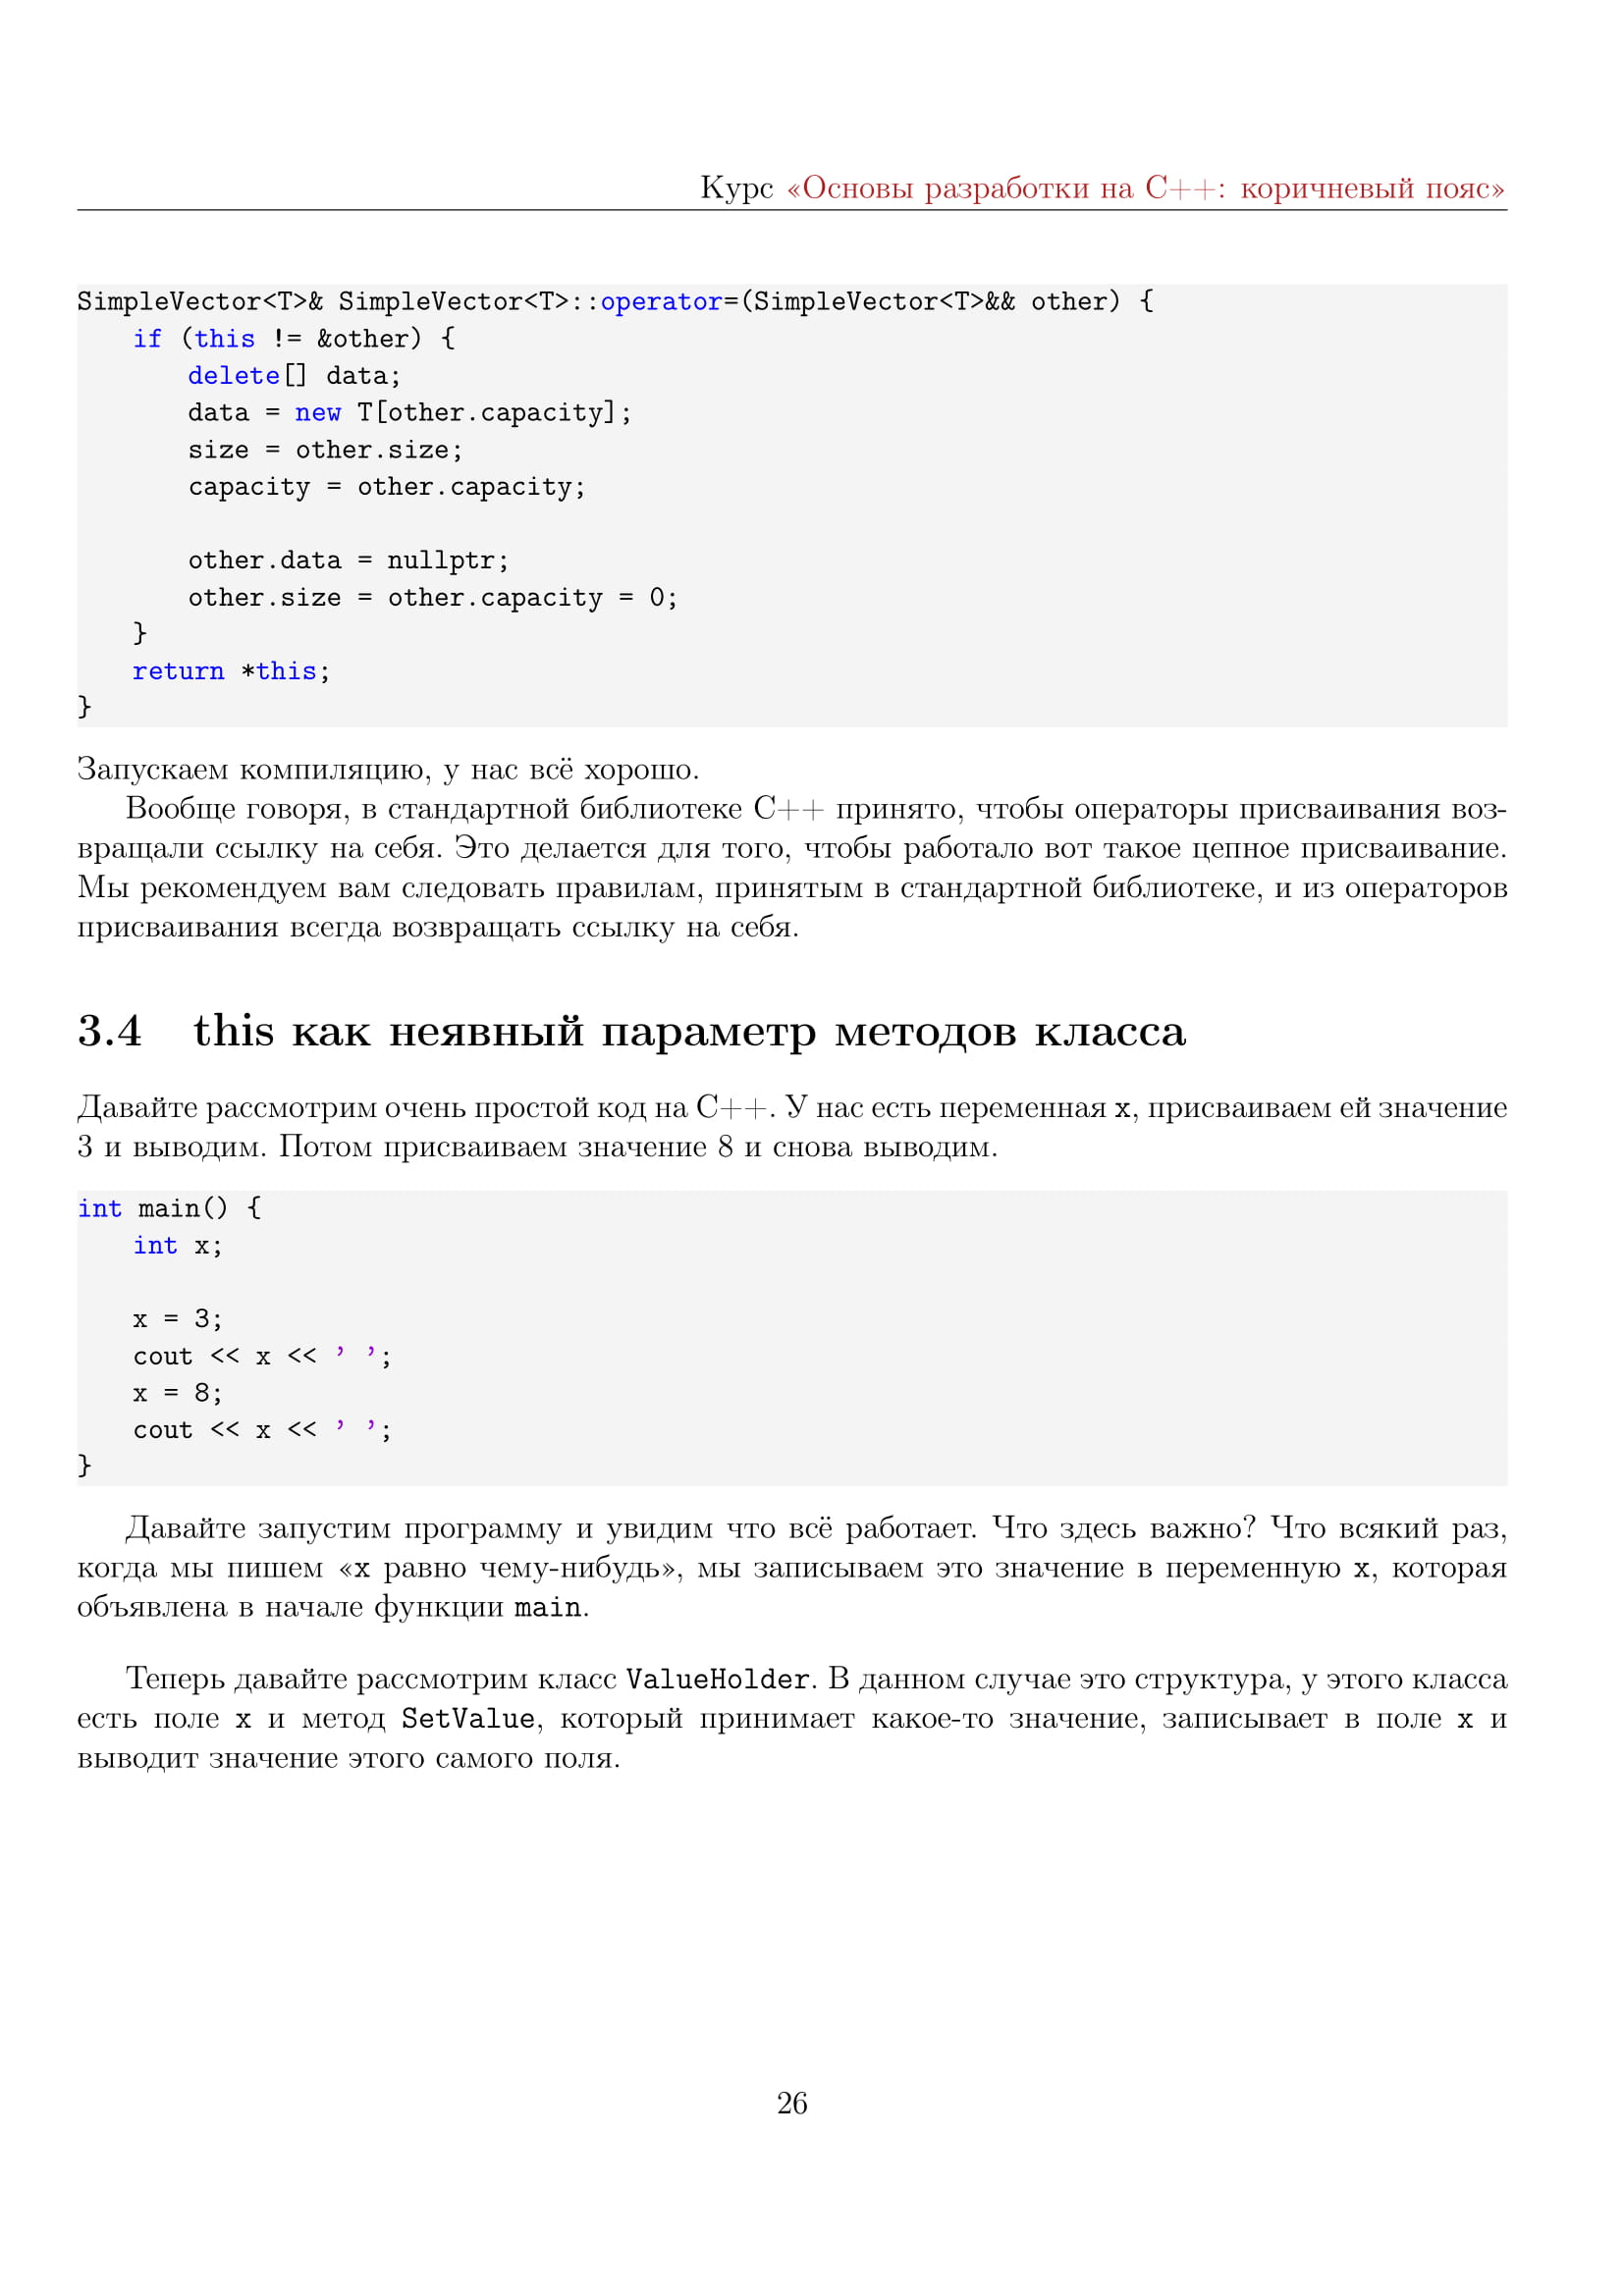 Курс «Основы разработки на C++: коричневый пояс»
SimpleVector<T>& SimpleVector<T>::operator=(SimpleVector<T>&& other) {
if (this != &other) {
delete[] data;
data = new T[other.capacity];
size = other.size;
capacity = other.capacity;
other.data = nullptr;
other.size = other.capacity = 0;
}
return *this;
}
Запускаем компиляцию, у нас всё хорошо.
Вообще говоря, в стандартной библиотеке C++ принято, чтобы операторы присваивания воз-
вращали ссылку на себя. Это делается для того, чтобы работало вот такое цепное присваивание.
Мы рекомендуем вам следовать правилам, принятым в стандартной библиотеке, и из операторов
присваивания всегда возвращать ссылку на себя.
3.4 this как неявный параметр методов класса
Давайте рассмотрим очень простой код на C++. У нас есть переменная x, присваиваем ей значение
3 и выводим. Потом присваиваем значение 8 и снова выводим.
int main() {
int x;
x = 3;
cout << x << ' ';
x = 8;
cout << x << ' ';
}
Давайте запустим программу и увидим что всё работает. Что здесь важно? Что всякий раз,
когда мы пишем «x равно чему-нибудь», мы записываем это значение в переменную x, которая
объявлена в начале функции main.
Теперь давайте рассмотрим класс ValueHolder. В данном случае это структура, у этого класса
есть поле x и метод SetValue, который принимает какое-то значение, записывает в поле x и
выводит значение этого самого поля.
26